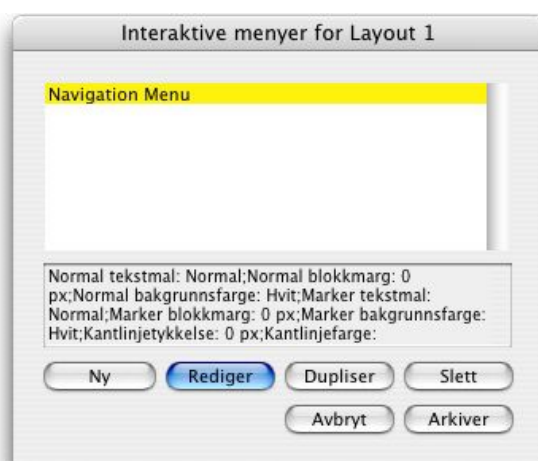 Interaktive menyer for Layout 1
Navigation Menu
Normal tekstmal: Normal;Normal blokkmarg: 0
px;Normal bakgrunnsfarge: Hvit;Marker tekstmal:
Normal;Marker blokkmarg: 0 px;Marker bakgrunnsfarge:
Hvit;Kantlinjetykkelse: 0 px;Kantlinjefarge:
Ny Rediger Dupliser Slett
Avbryt Arkiver